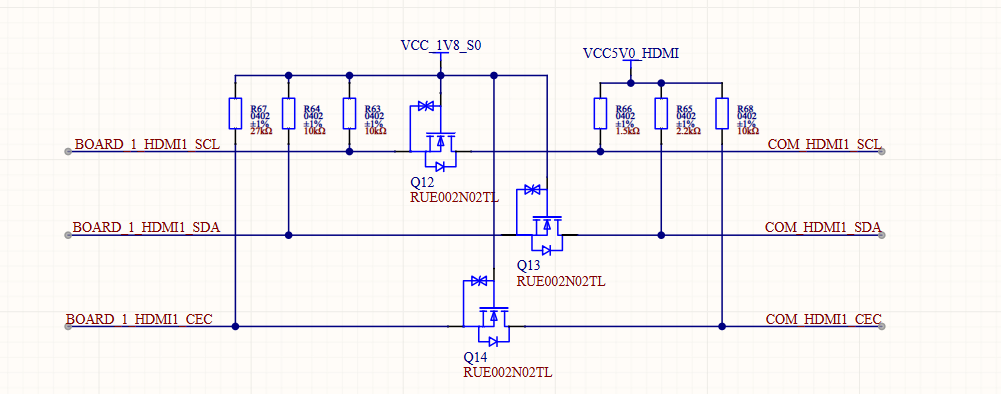 VCC_1V8_S0
VCC5V0_HDMI
R67
0402
±1%
27kΩ
R64
0402
±1%
10kΩ
R63
0402
±1%
10kΩ
R66
0402
±1%
1.5kΩ
R65
0402
±1%
2.2kΩ
R68
0402
±1%
10kΩ
BOARD_1_HDMI1_SCL
COM_HDMI1_SCL
Q12
RUE002N02TL
BOARD_1_HDMI1_SDA
COM_HDMI1_SDA
Q13
RUE002N02TL
BOARD_1_HDMI1_CEC
COM_HDMI1_CEC
Q14
RUE002N02TL